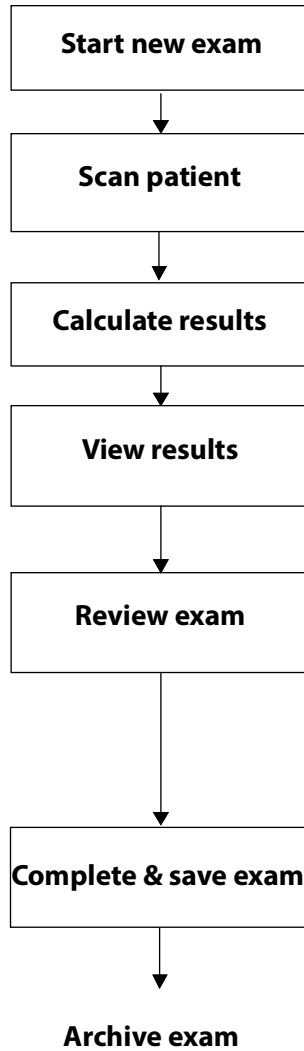 Start new exam
Scan patient
Calculate results
View results
Review exam
Complete & save exam
Archive exam